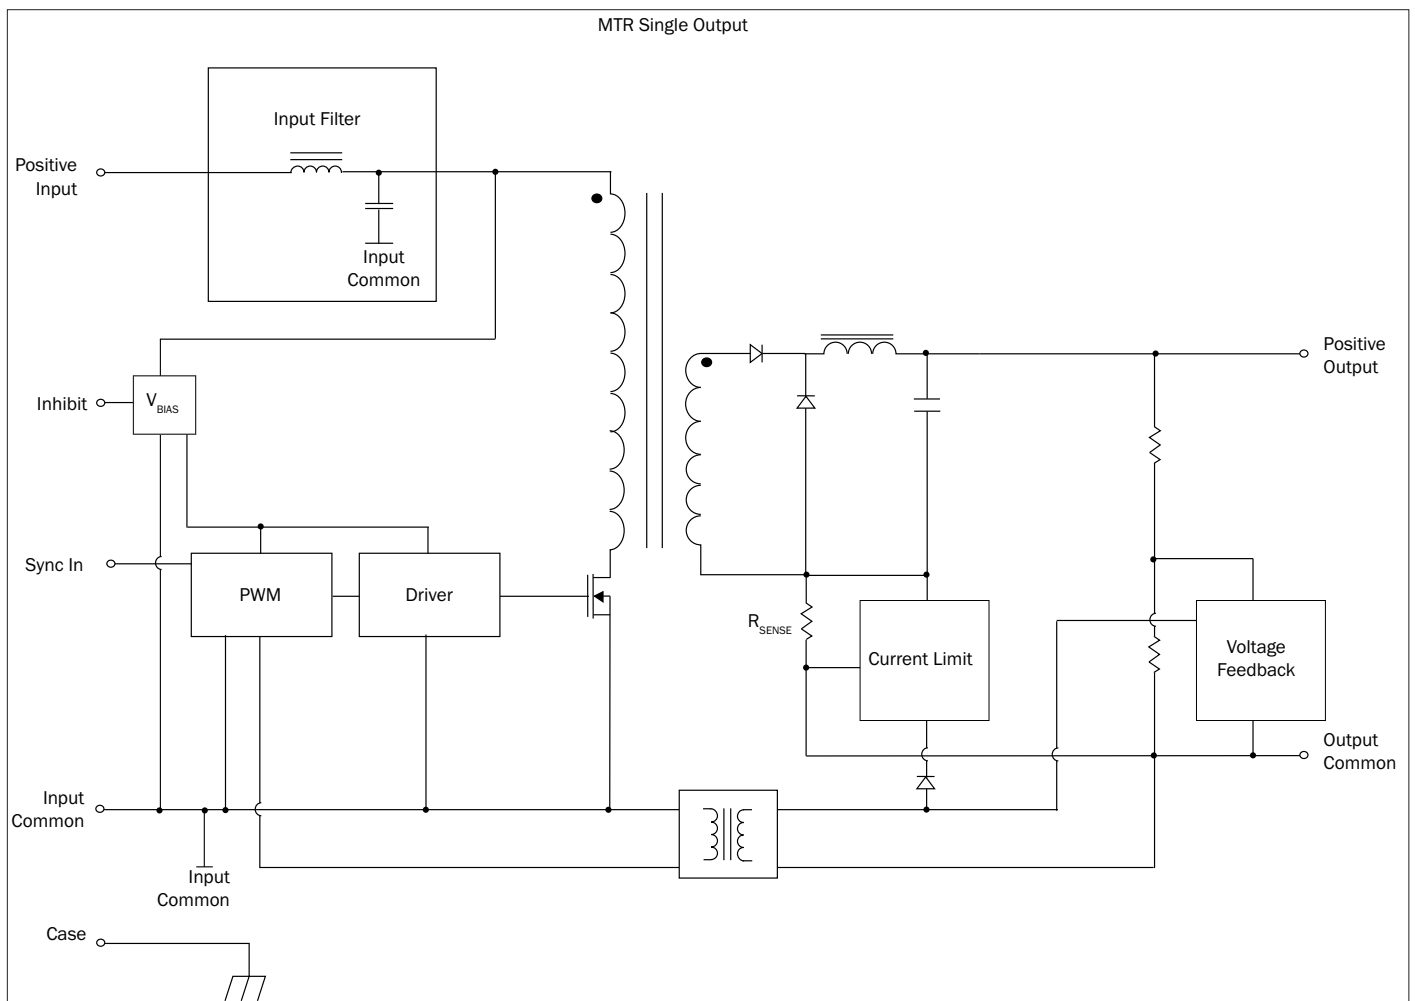 MTR Single Output
Input Filter
Positive
Input
Input
Common
Positive
Output
Inhibit
VBIAS
Sync In
PWM
Driver
RSENSE
Current Limit
Voltage
Feedback
Output
Common
Input
Common
Input
Common
Case